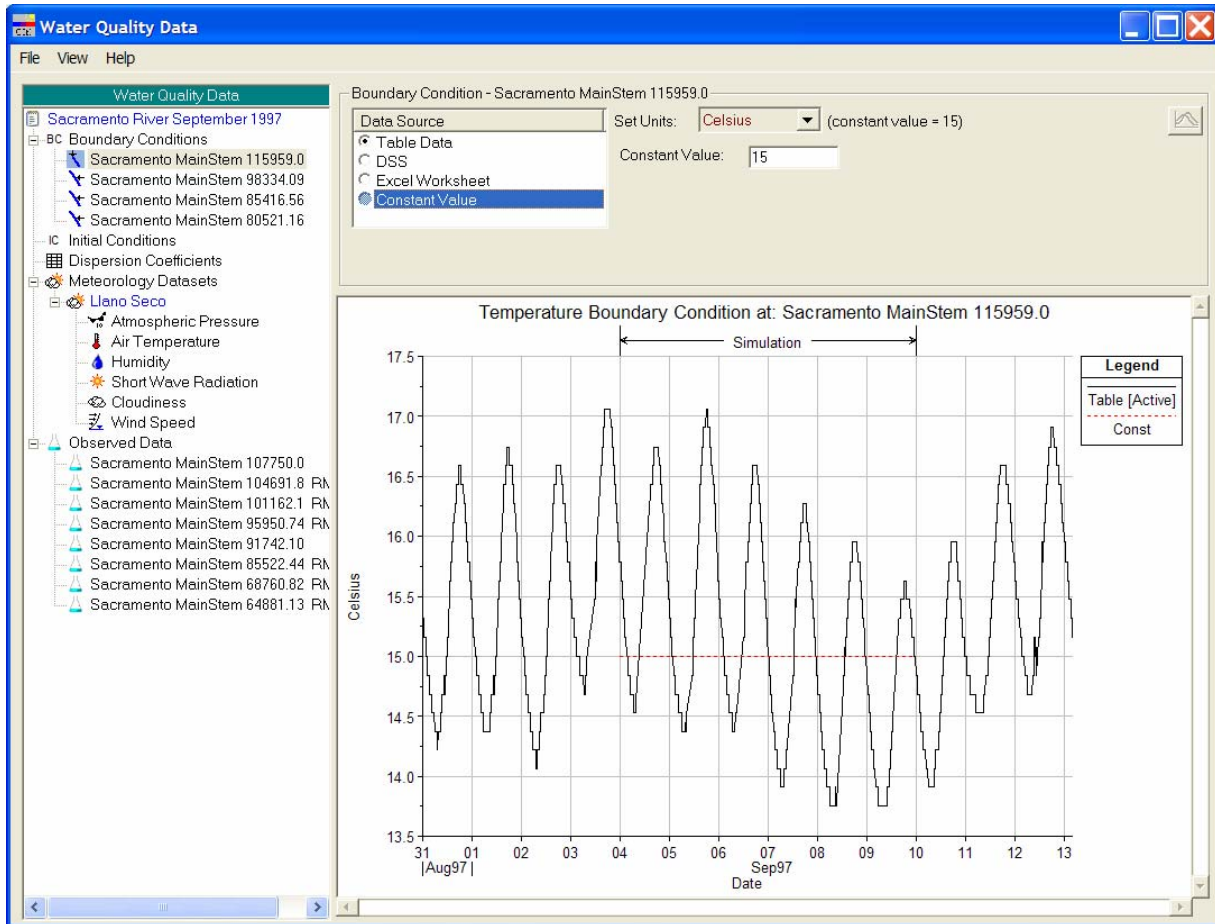 Water Quality Data
File View Help
Water Quality Data
Sacramento River September 1997
BC Boundary Conditions
Sacramento MainStem 115959.0
Sacramento MainStem 98334.09
Sacramento MainStem 85416.56
Sacramento MainStem 80521.16
IC Initial Conditions
Dispersion Coefficients
Meteorology Datasets
Llano Seco
Atmospheric Pressure
Air Temperature
Humidity
Short Wave Radiation
Cloudiness
Wind Speed
Observed Data
Sacramento MainStem 107750.0
Sacramento MainStem 104691.8 RM
Sacramento MainStem 101162.1 RM
Sacramento MainStem 95950.74 RM
Sacramento MainStem 91742.10
Sacramento MainStem 85522.44 RM
Sacramento MainStem 68760.82 RM
Sacramento MainStem 64881.13 RM
Boundary Condition - Sacramento MainStem 115959.0
Data Source
Table Data
DSS
Excel Worksheet
Constant Value
Set Units: Celsius (constant value = 15)
Constant Value: 15
Temperature Boundary Condition at: Sacramento MainStem 115959.0
Simulation
17.5
17.0
16.5
16.0
15.5
15.0
14.5
14.0
13.5
Celsius
31 01 02 03 04 05 06 07 08 09 10 11 12 13
|Aug97| Sep97
Date
Legend
Table [Active]
Const